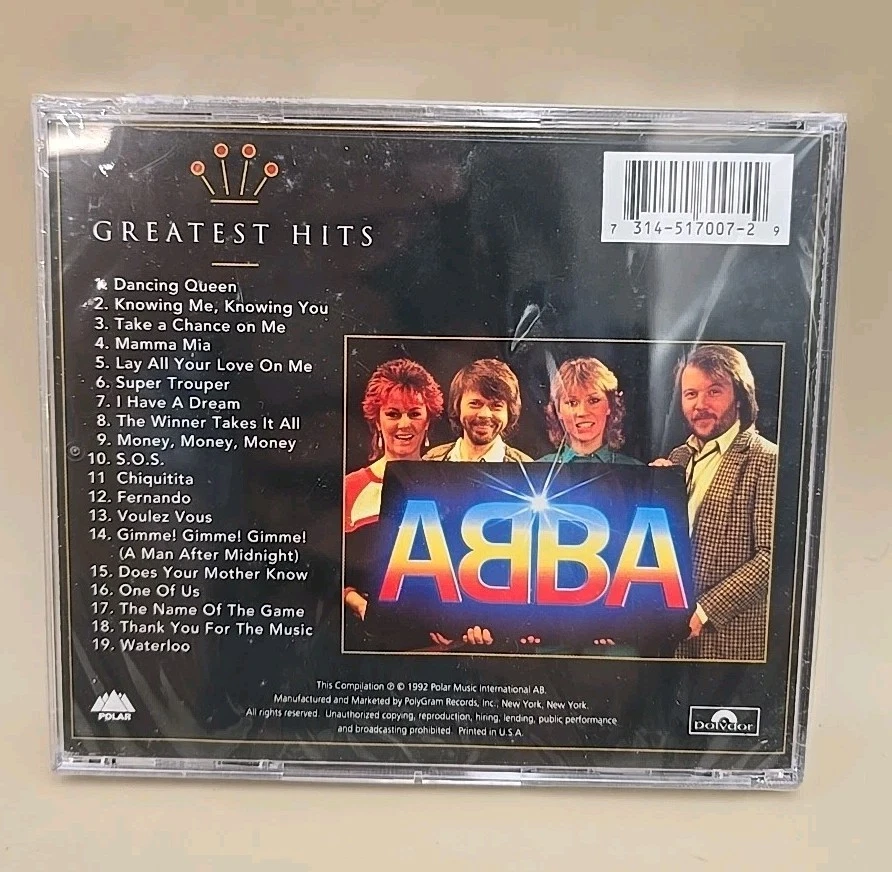 GREATEST HITS
7 314-517007-2 9
1. Dancing Queen
2. Knowing Me, Knowing You
3. Take a Chance on Me
4. Mamma Mia
5. Lay All Your Love On Me
6. Super Trouper
7. I Have A Dream
8. The Winner Takes It All
9. Money, Money, Money
10. S.O.S.
11 Chiquitita
12. Fernando
13. Voulez Vous
14. Gimme! Gimme! Gimme!
(A Man After Midnight)
15. Does Your Mother Know
16. One Of Us
17. The Name Of The Game
18. Thank You For The Music
19. Waterloo
ABBA
This Compilation ℗ © 1992 Polar Music International AB.
Manufactured and Marketed by PolyGram Records, Inc., New York, New York.
All rights reserved. Unauthorized copying, reproduction, hiring, lending, public performance
and broadcasting prohibited. Printed in U.S.A.
POLAR
Polydor